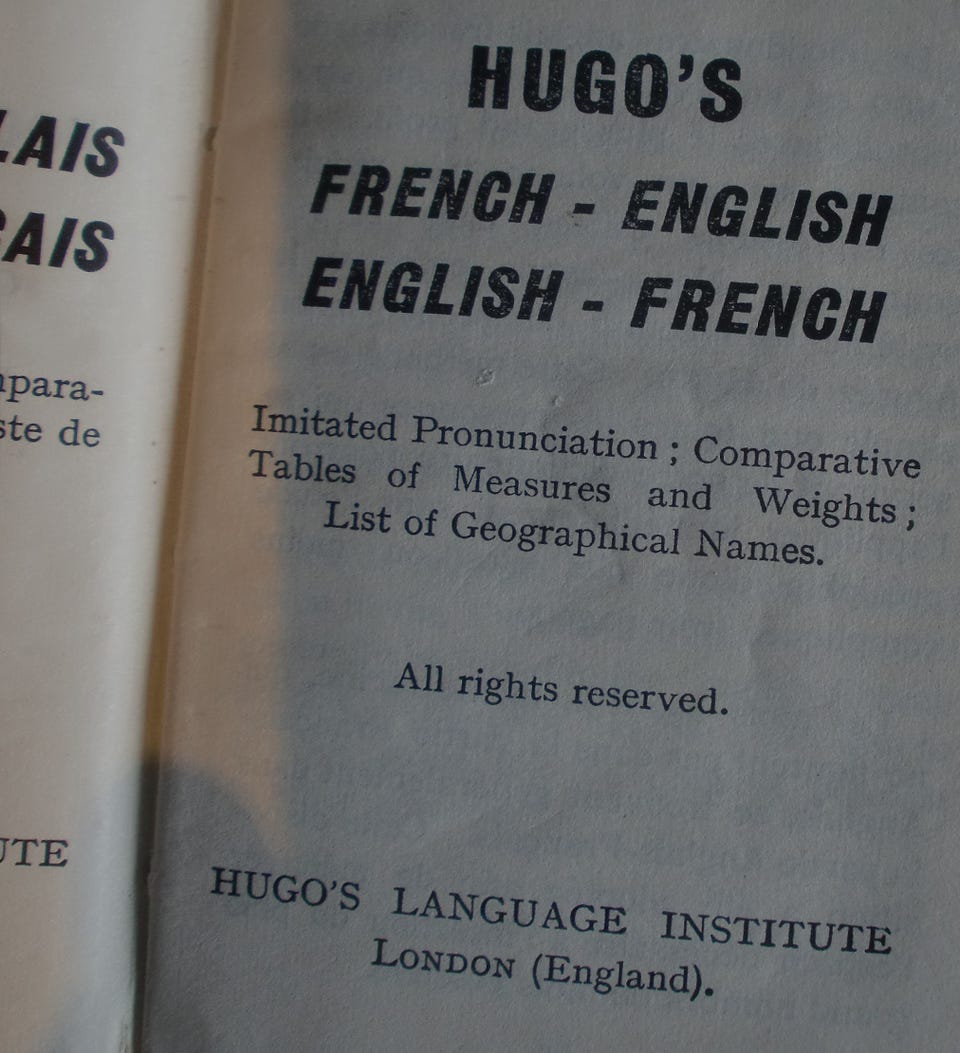 LAIS
AIS
para-
ste de
UTE
HUGO'S
FRENCH - ENGLISH
ENGLISH - FRENCH
Imitated Pronunciation ; Comparative
Tables of Measures and Weights ;
List of Geographical Names.
All rights reserved.
HUGO'S LANGUAGE INSTITUTE
LONDON (England).